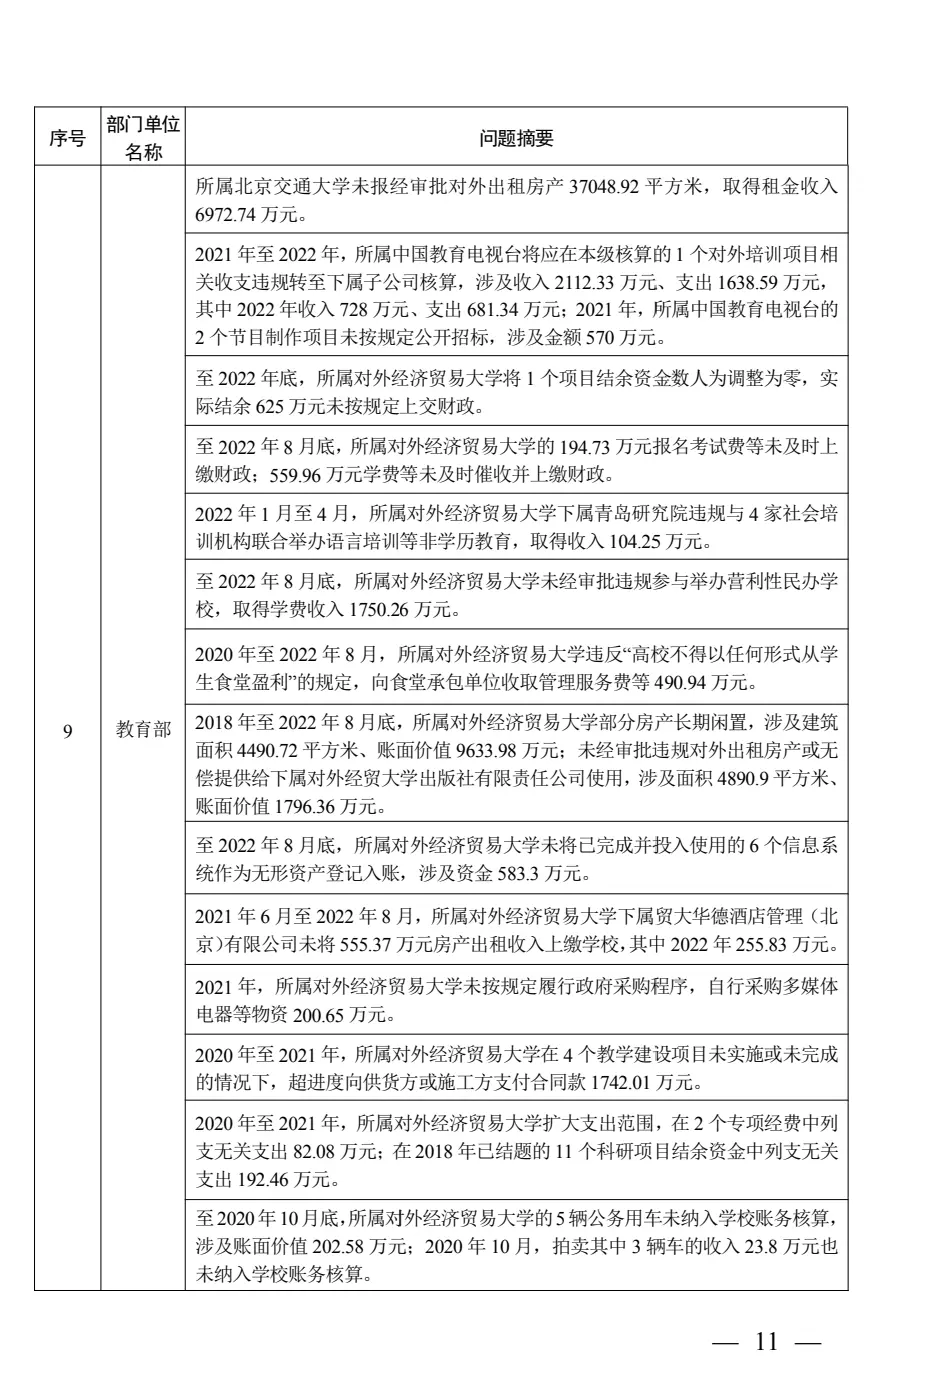 序号
部门单位
名称
问题摘要
9
教育部
所属北京交通大学未报经审批对外出租房产 37048.92 平方米，取得租金收入
6972.74 万元。
2021 年至 2022 年，所属中国教育电视台将应在本级核算的 1 个对外培训项目相
关收支违规转至下属子公司核算，涉及收入 2112.33 万元、支出 1638.59 万元，
其中 2022 年收入 728 万元、支出 681.34 万元；2021 年，所属中国教育电视台的
2 个节目制作项目未按规定公开招标，涉及金额 570 万元。
至 2022 年底，所属对外经济贸易大学将 1 个项目结余资金数人为调整为零，实
际结余 625 万元未按规定上交财政。
至 2022 年 8 月底，所属对外经济贸易大学的 194.73 万元报名考试费等未及时上
缴财政；559.96 万元学费等未及时催收并上缴财政。
2022 年 1 月至 4 月，所属对外经济贸易大学下属青岛研究院违规与 4 家社会培
训机构联合举办语言培训等非学历教育，取得收入 104.25 万元。
至 2022 年 8 月底，所属对外经济贸易大学未经审批违规参与举办营利性民办学
校，取得学费收入 1750.26 万元。
2020 年至 2022 年 8 月，所属对外经济贸易大学违反“高校不得以任何形式从学
生食堂盈利”的规定，向食堂承包单位收取管理服务费等 490.94 万元。
2018 年至 2022 年 8 月底，所属对外经济贸易大学部分房产长期闲置，涉及建筑
面积 4490.72 平方米、账面价值 9633.98 万元；未经审批违规对外出租房产或无
偿提供给下属对外经贸大学出版社有限责任公司使用，涉及面积 4890.9 平方米、
账面价值 1796.36 万元。
至 2022 年 8 月底，所属对外经济贸易大学未将已完成并投入使用的 6 个信息系
统作为无形资产登记入账，涉及资金 583.3 万元。
2021 年 6 月至 2022 年 8 月，所属对外经济贸易大学下属贸大华德酒店管理（北
京）有限公司未将 555.37 万元房产出租收入上缴学校，其中 2022 年 255.83 万元。
2021 年，所属对外经济贸易大学未按规定履行政府采购程序，自行采购多媒体
电器等物资 200.65 万元。
2020 年至 2021 年，所属对外经济贸易大学在 4 个教学建设项目未实施或未完成
的情况下，超进度向供货方或施工方支付合同款 1742.01 万元。
2020 年至 2021 年，所属对外经济贸易大学扩大支出范围，在 2 个专项经费中列
支无关支出 82.08 万元；在 2018 年已结题的 11 个科研项目结余资金中列支无关
支出 192.46 万元。
至 2020 年 10 月底，所属对外经济贸易大学的 5 辆公务用车未纳入学校账务核算，
涉及账面价值 202.58 万元；2020 年 10 月，拍卖其中 3 辆车的收入 23.8 万元也
未纳入学校账务核算。
— 11 —